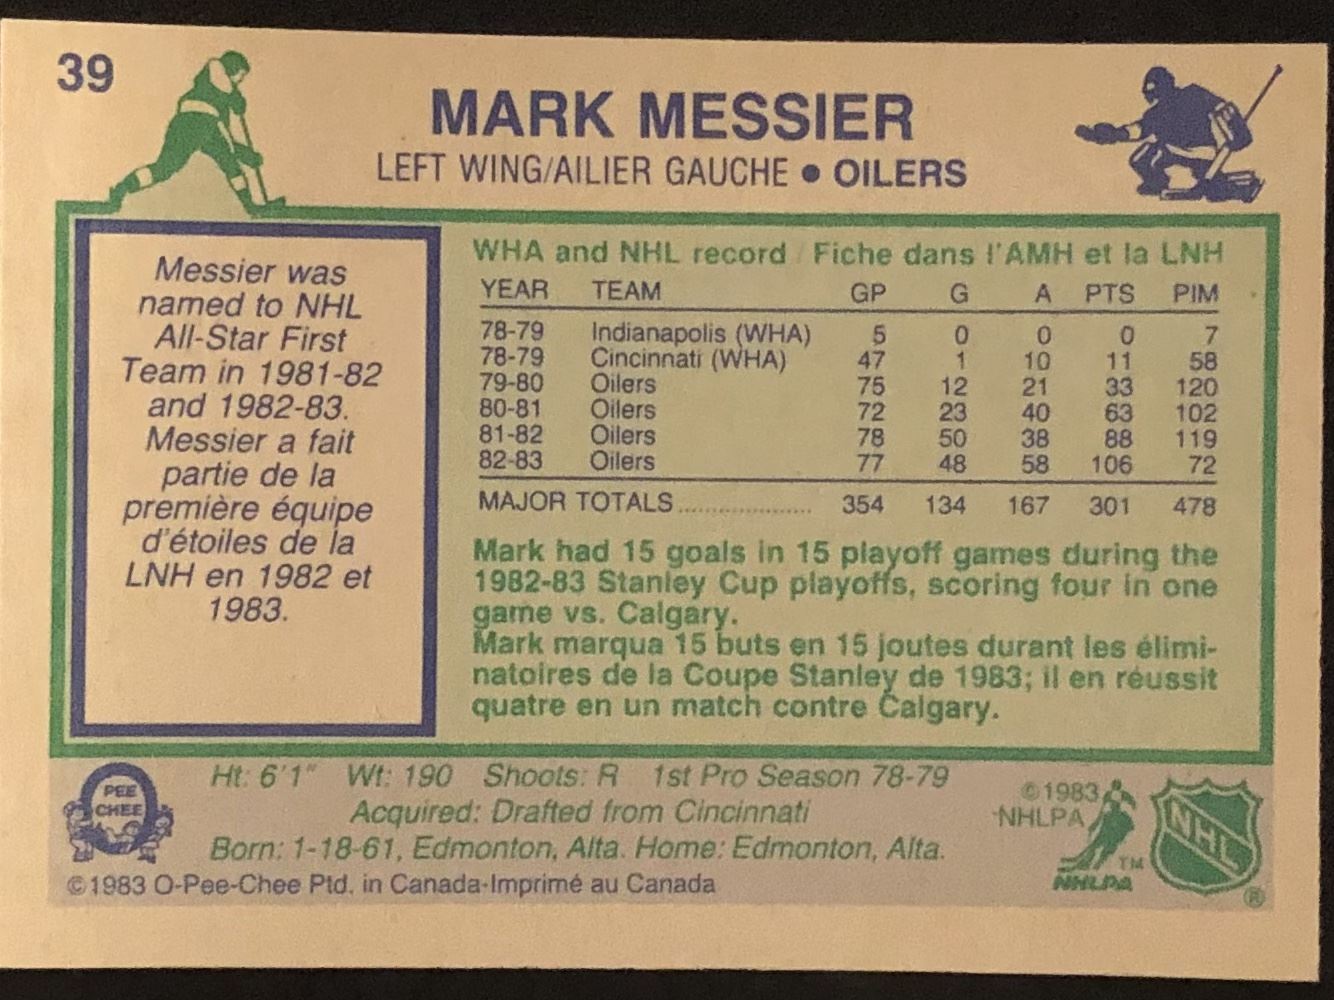 39
MARK MESSIER
LEFT WING/AILIER GAUCHE • OILERS
Messier was
named to NHL
All-Star First
Team in 1981-82
and 1982-83.
Messier a fait
partie de la
première équipe
d'étoiles de la
LNH en 1982 et
1983.
WHA and NHL record / Fiche dans l'AMH et la LNH
YEAR TEAM GP G A PTS PIM
78-79 Indianapolis (WHA) 5 0 0 0 7
78-79 Cincinnati (WHA) 47 1 10 11 58
79-80 Oilers 75 12 21 33 120
80-81 Oilers 72 23 40 63 102
81-82 Oilers 78 50 38 88 119
82-83 Oilers 77 48 58 106 72
MAJOR TOTALS.................... 354 134 167 301 478
Mark had 15 goals in 15 playoff games during the
1982-83 Stanley Cup playoffs, scoring four in one
game vs. Calgary.
Mark marqua 15 buts en 15 joutes durant les élimi-
natoires de la Coupe Stanley de 1983; il en réussit
quatre en un match contre Calgary.
PEE
CHEE
Ht: 6'1" Wt: 190 Shoots: R 1st Pro Season 78-79
Acquired: Drafted from Cincinnati
Born: 1-18-61, Edmonton, Alta. Home: Edmonton, Alta.
©1983 O-Pee-Chee Ptd. in Canada-Imprimé au Canada
©1983
NHLPA
TM
NHLPA
NHL
®